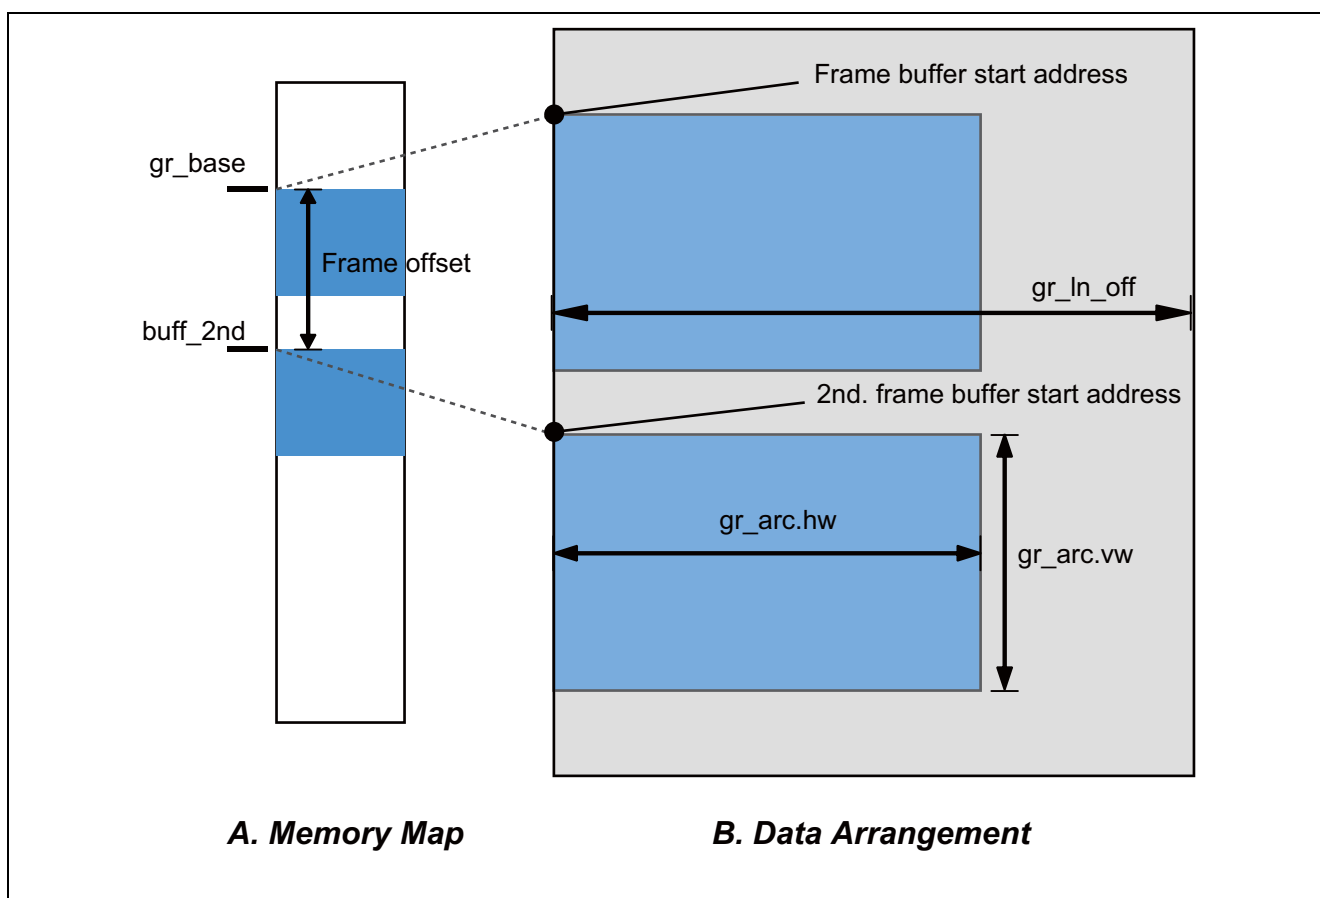 Frame buffer start address
gr_base
Frame offset
gr_ln_off
buff_2nd
2nd. frame buffer start address
gr_arc.hw
gr_arc.vw
A. Memory Map
B. Data Arrangement